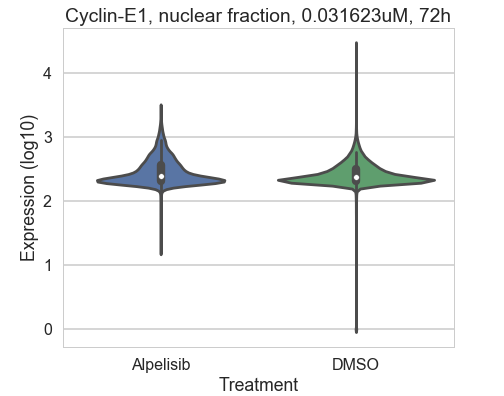 Cyclin-E1, nuclear fraction, 0.031623uM, 72h
Expression (log10)
4
3
2
1
0
Alpelisib DMSO
Treatment